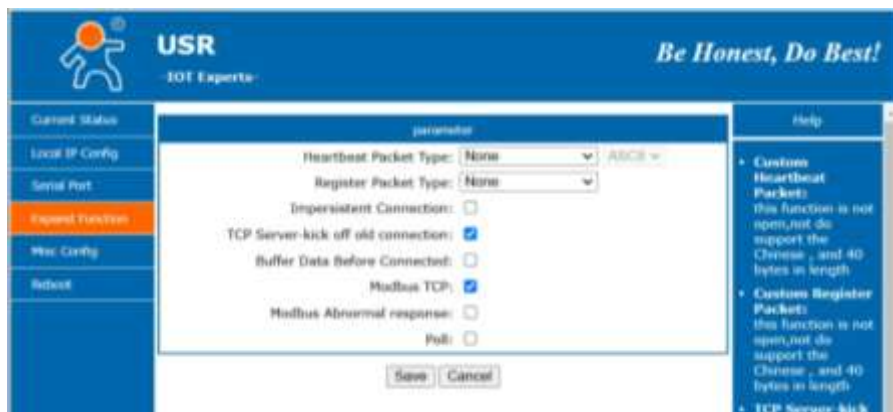 USR
-IOT Experts-
Be Honest, Do Best!
Current Status
Local IP Config
Serial Port
Expand Function
Misc Config
Reboot
parameter
Heartbeat Packet Type: None ASCII
Register Packet Type: None
Impersistent Connection:
TCP Server-kick off old connection:
Buffer Data Before Connected:
Modbus TCP:
Modbus Abnormal response:
Poll:
Save Cancel
Help
• Custom
Heartbeat
Packet:
this function is not
open,not do
support the
Chinese , and 40
bytes in length
• Custom Register
Packet:
this function is not
open,not do
support the
Chinese , and 40
bytes in length
• TCP Server-kick